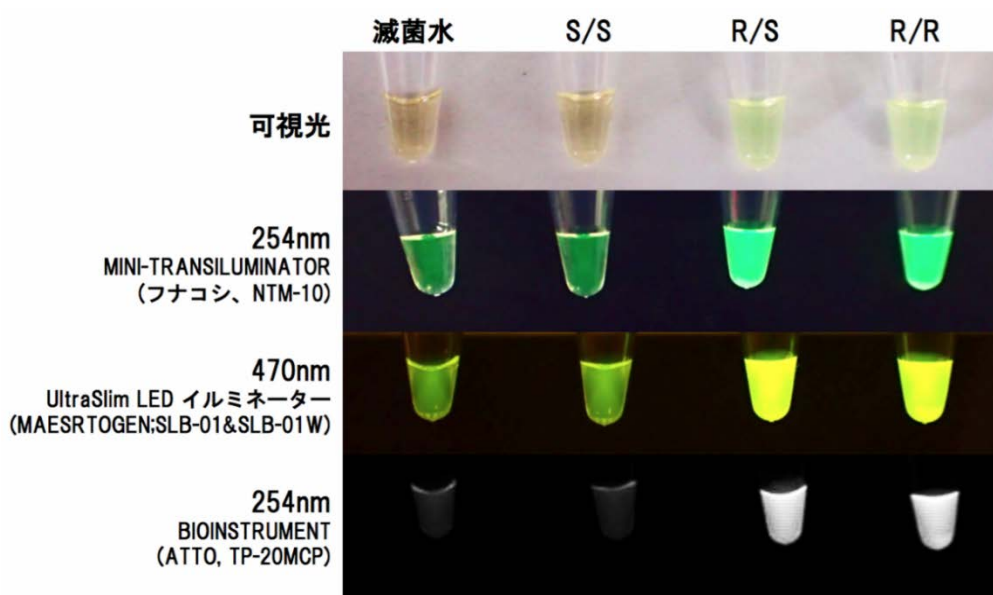 滅菌水 S/S R/S R/R
可視光
254nm
MINI-TRANSILUMINATOR
(フナコシ、NTM-10)
470nm
UltraSlim LED イルミネーター
(MAESRTOGEN;SLB-01&SLB-01W)
254nm
BIOINSTRUMENT
(ATTO, TP-20MCP)